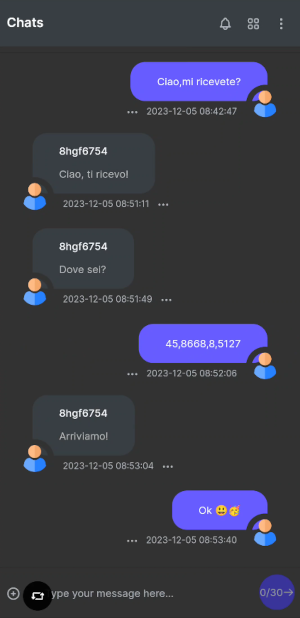 Chats
Ciao,mi ricevete?
2023-12-05 08:42:47
8hgf6754
Ciao, ti ricevo!
2023-12-05 08:51:11
8hgf6754
Dove sei?
2023-12-05 08:51:49
45,8668,8,5127
2023-12-05 08:52:06
8hgf6754
Arriviamo!
2023-12-05 08:53:04
Ok 😃🥳
2023-12-05 08:53:40
ype your message here... 0/30